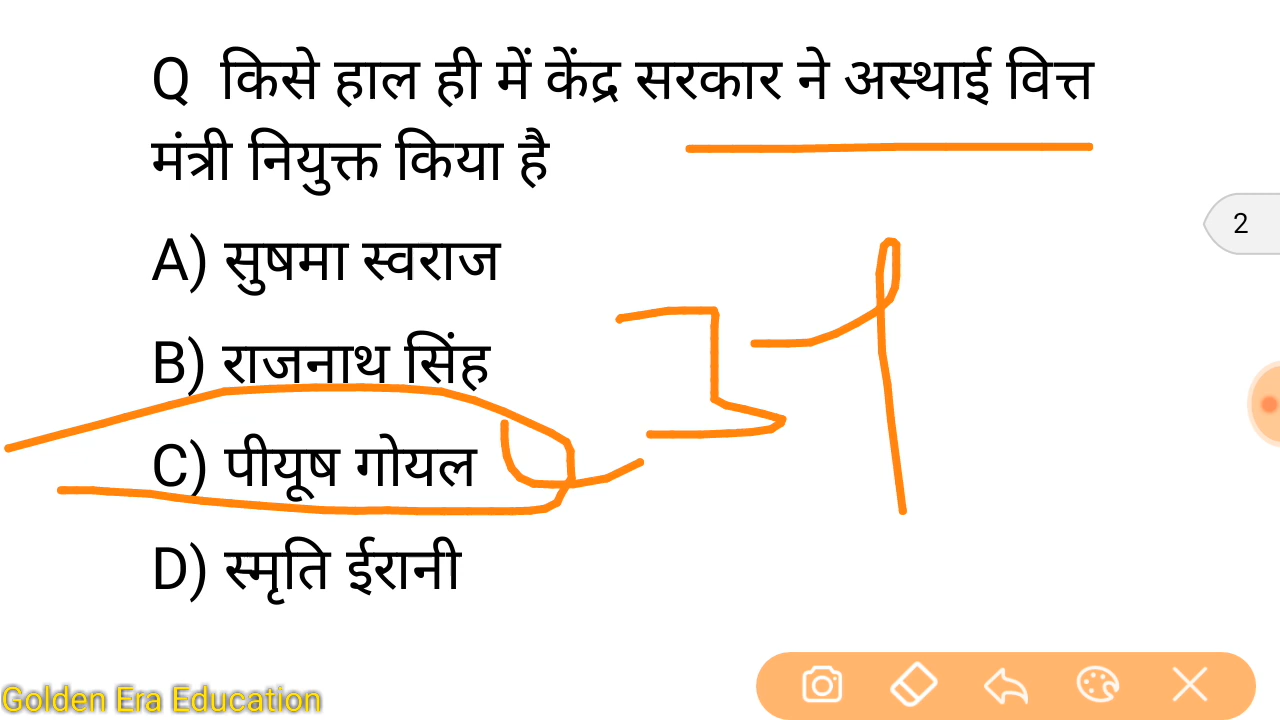 Q किसे हाल ही में केंद्र सरकार ने अस्थाई वित्त
मंत्री नियुक्त किया है
A) सुषमा स्वराज
B) राजनाथ सिंह
C) पीयूष गोयल
D) स्मृति ईरानी
2
Golden Era Education